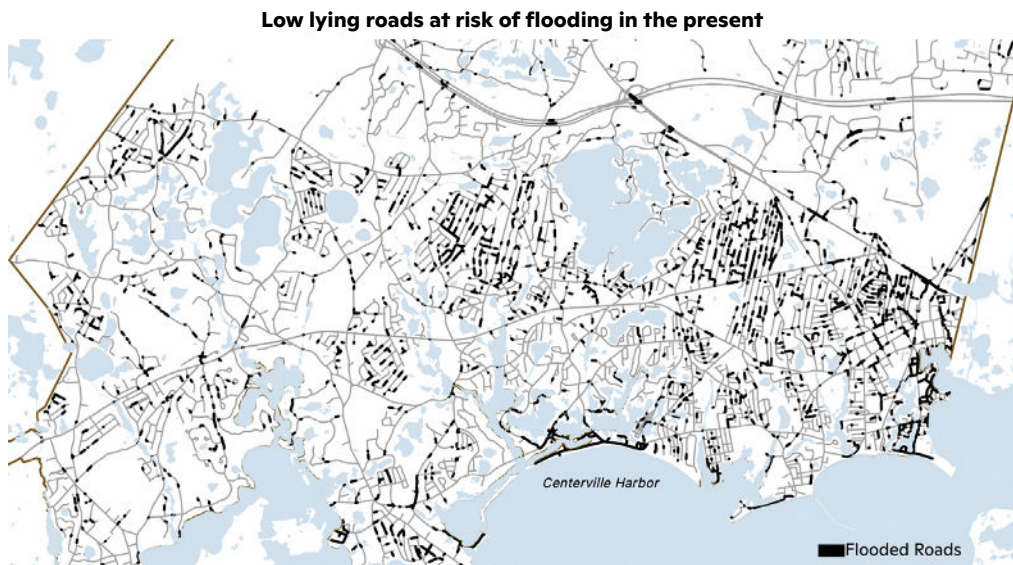 Low lying roads at risk of flooding in the present
Centerville Harbor
Flooded Roads